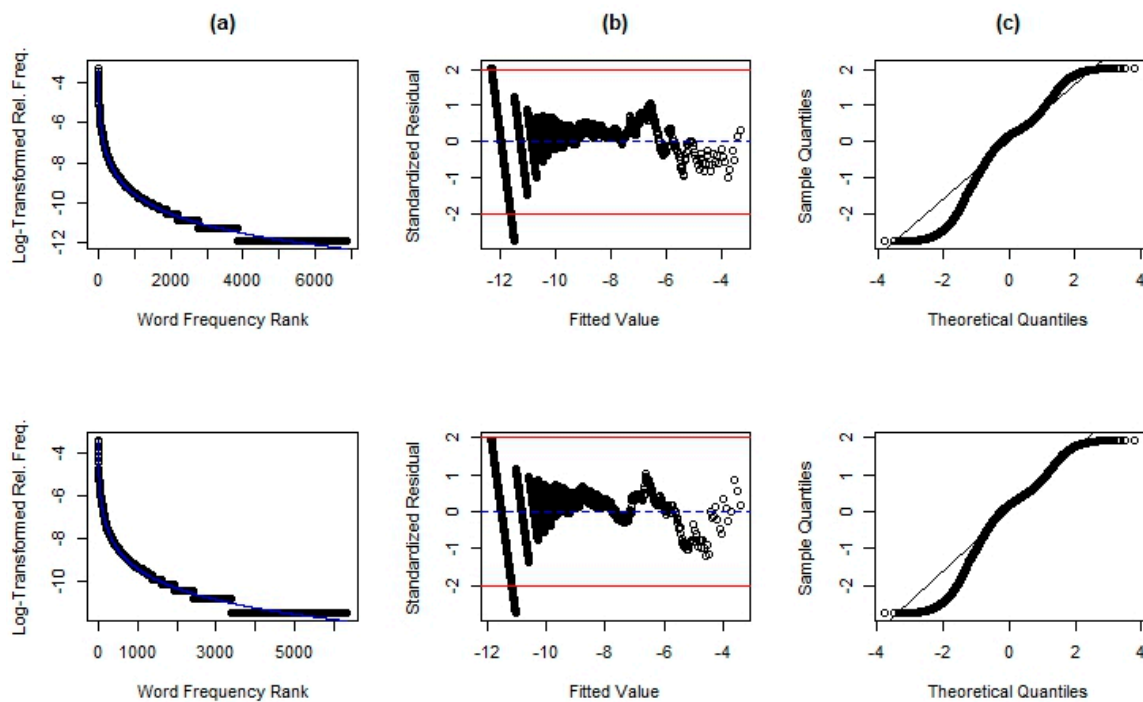 (a) (b) (c)
Log-Transformed Rel. Freq.
-4
-6
-8
-10
-12
0 2000 4000 6000
Word Frequency Rank
Standardized Residual
2
1
0
-1
-2
-12 -10 -8 -6 -4
Fitted Value
Sample Quantiles
2
1
0
-1
-2
-4 -2 0 2 4
Theoretical Quantiles
Log-Transformed Rel. Freq.
-4
-6
-8
-10
0 1000 3000 5000
Word Frequency Rank
Standardized Residual
2
1
0
-1
-2
-12 -10 -8 -6 -4
Fitted Value
Sample Quantiles
2
1
0
-1
-2
-4 -2 0 2 4
Theoretical Quantiles